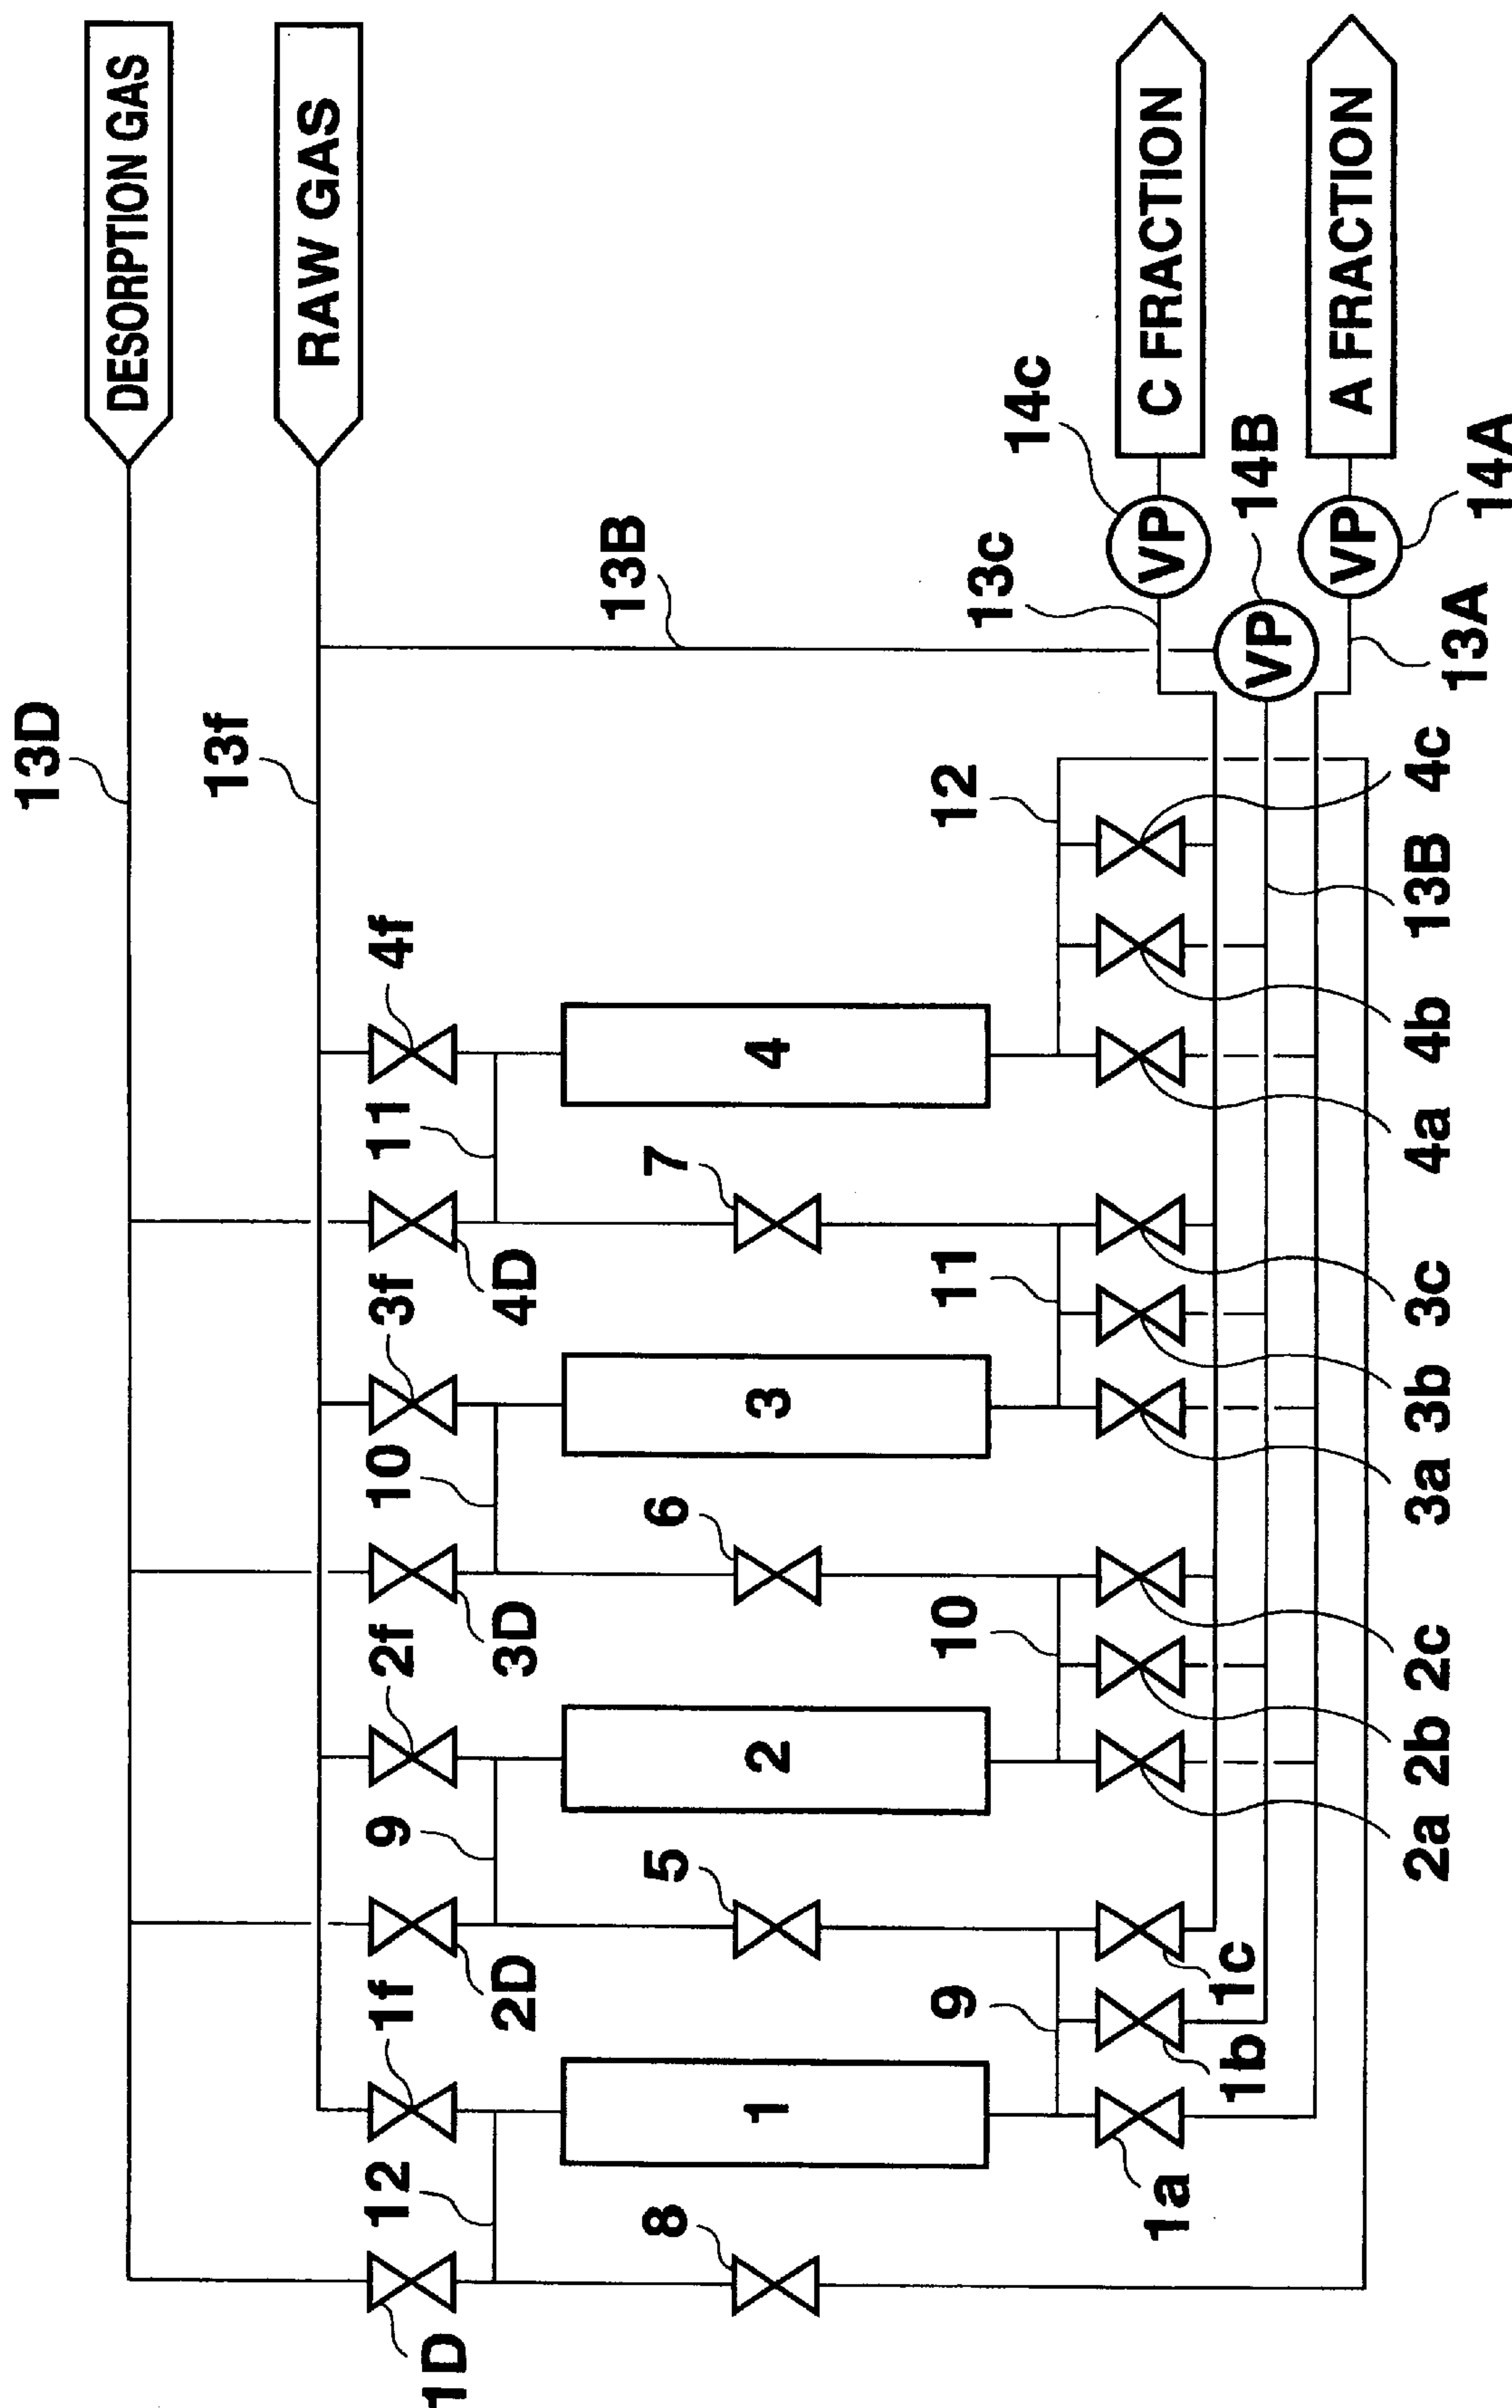 DESORPTION GAS
RAW GAS
C FRACTION
A FRACTION
13D
13f
13B
13c
14c
14B
14A
13A
VP
VP
VP
1D
12
1f
2D
9
2f
3D
10
3f
4D
11
4f
8
1
5
2
6
3
7
4
9
10
11
12
1a
1b
1c
2a
2b
2c
3a
3b
3c
4a
4b
13B
4c